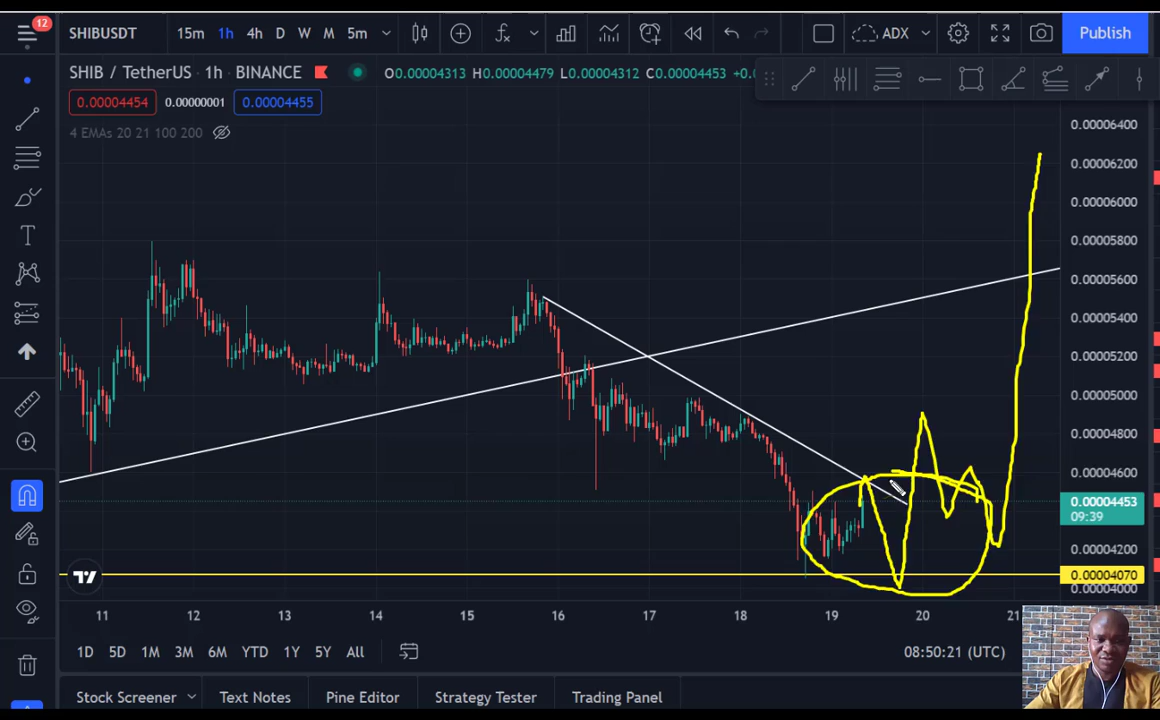 12
SHIBUSDT 15m 1h 4h D W M 5m ADX Publish
SHIB / TetherUS · 1h · BINANCE O0.00004313 H0.00004479 L0.00004312 C0.00004453 +0.
0.00004454 0.00000001 0.00004455
4 EMAs 20 21 100 200
0.00006400
0.00006200
0.00006000
0.00005800
0.00005600
0.00005400
0.00005200
0.00005000
0.00004800
0.00004600
0.00004453
09:39
0.00004200
0.00004070
0.00004000
11 12 13 14 15 16 17 18 19 20 21
1D 5D 1M 3M 6M YTD 1Y 5Y All 08:50:21 (UTC)
Stock Screener Text Notes Pine Editor Strategy Tester Trading Panel